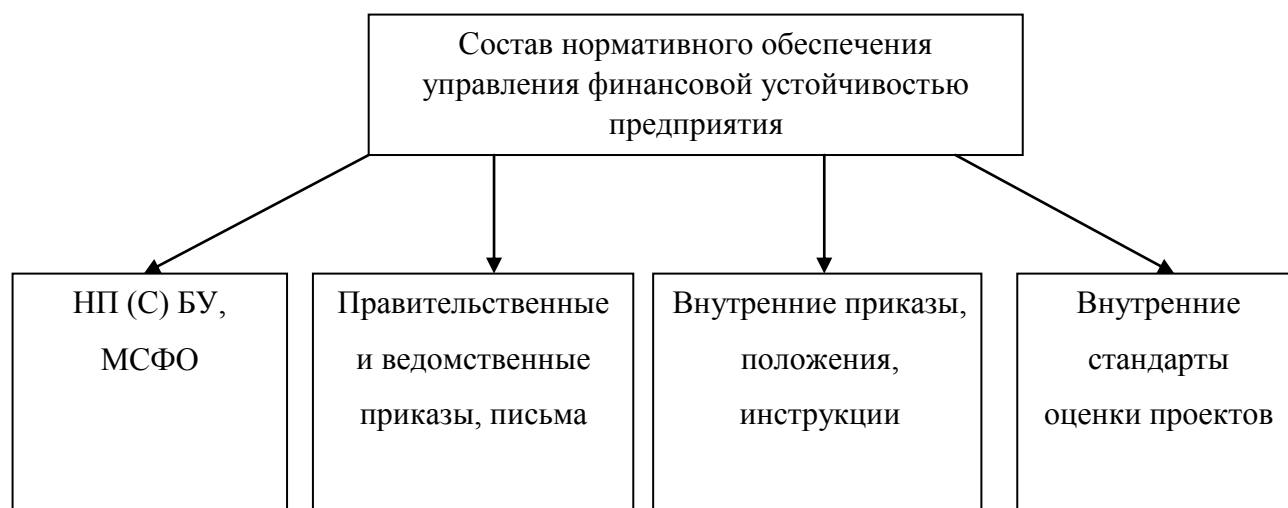 Состав нормативного обеспечения
управления финансовой устойчивостью
предприятия
НП (С) БУ,
МСФО
Правительственные
и ведомственные
приказы, письма
Внутренние приказы,
положения,
инструкции
Внутренние
стандарты
оценки проектов